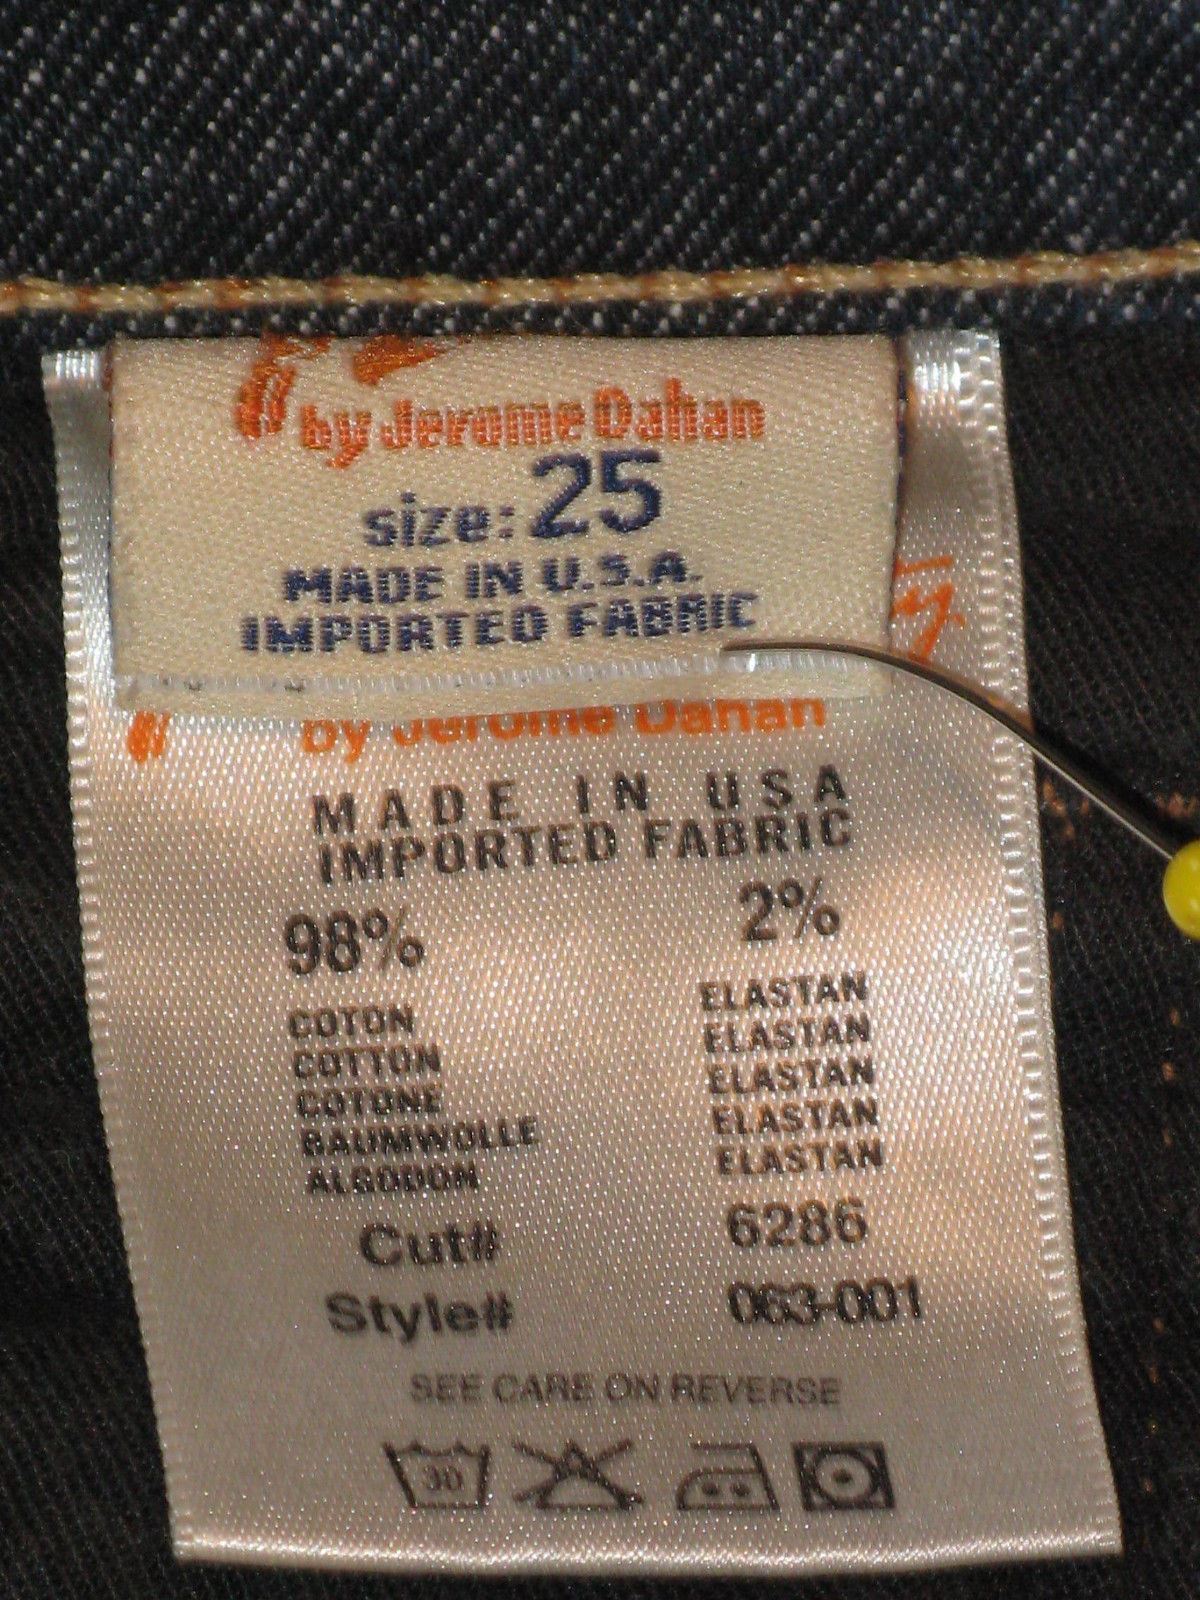 by Jerome Dahan
size: 25
MADE IN U.S.A.
IMPORTED FABRIC
by Jerome Dahan
MADE IN USA
IMPORTED FABRIC
98% 2%
COTON ELASTAN
COTTON ELASTAN
COTONE ELASTAN
BAUMWOLLE ELASTAN
ALGODON ELASTAN
Cut# 6286
Style# 063-001
SEE CARE ON REVERSE
30